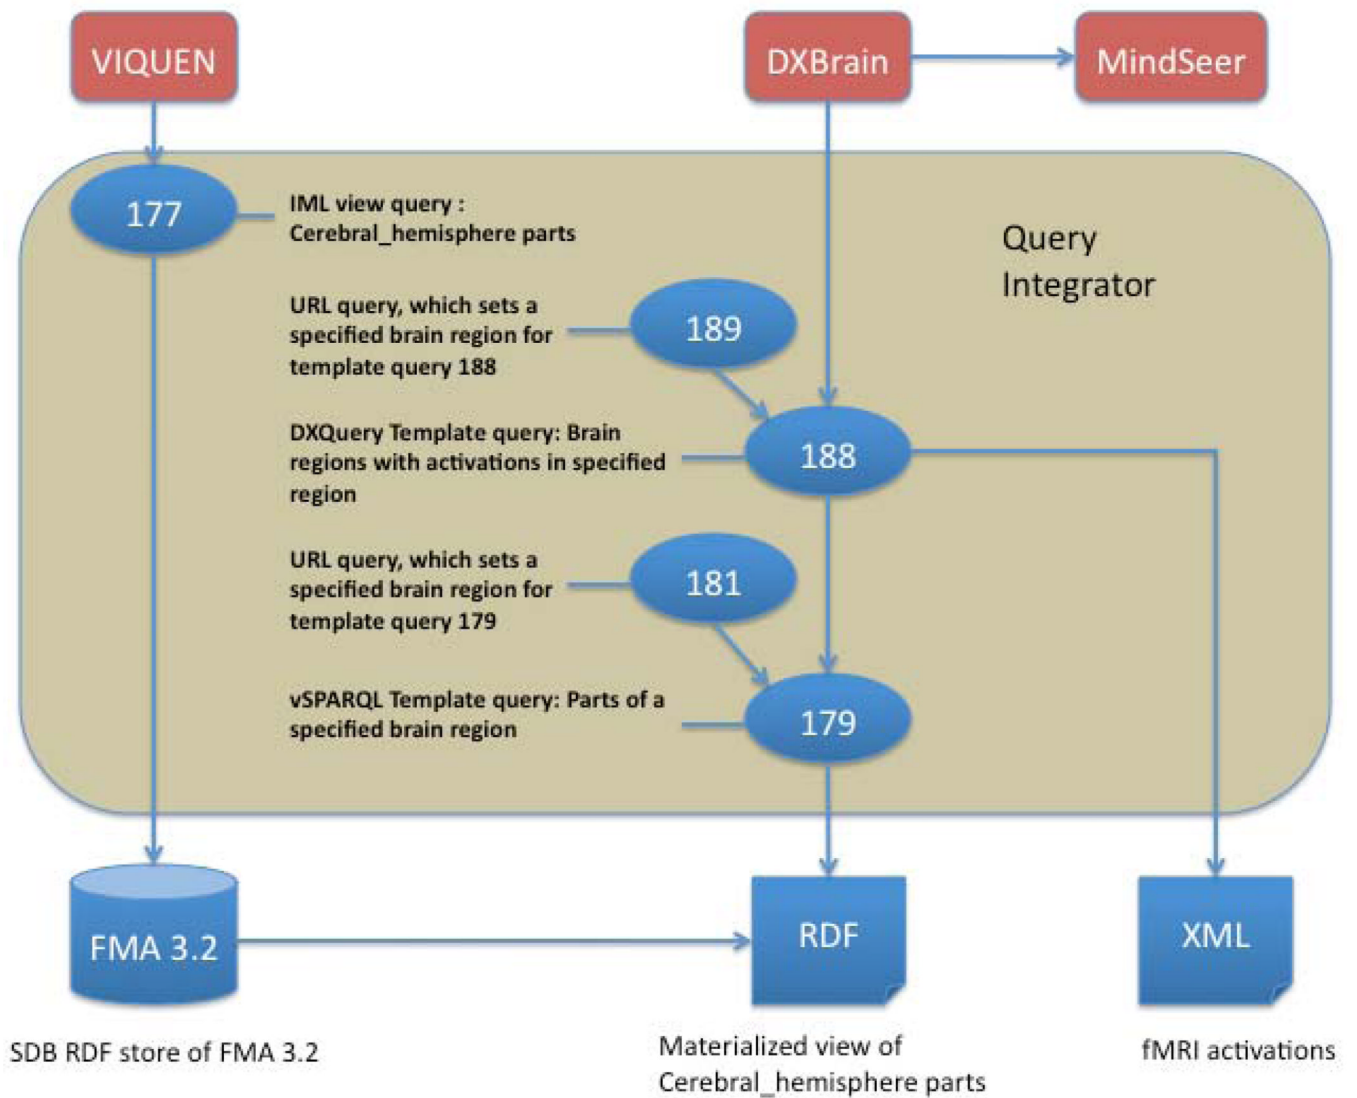 VIQUEN
DXBrain
MindSeer
177
IML view query :
Cerebral_hemisphere parts
Query
Integrator
URL query, which sets a
specified brain region for
template query 188
189
DXQuery Template query: Brain
regions with activations in specified
region
188
URL query, which sets a
specified brain region for
template query 179
181
vSPARQL Template query: Parts of a
specified brain region
179
FMA 3.2
RDF
XML
SDB RDF store of FMA 3.2
Materialized view of
Cerebral_hemisphere parts
fMRI activations